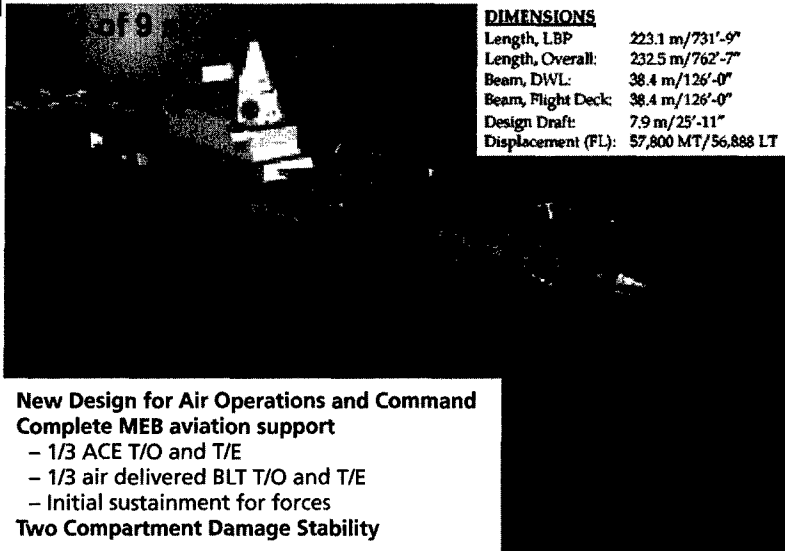 of 9
DIMENSIONS
Length, LBP 223.1 m/731'-9"
Length, Overall: 232.5 m/762'-7"
Beam, DWL: 38.4 m/126'-0"
Beam, Flight Deck: 38.4 m/126'-0"
Design Draft: 7.9 m/25'-11"
Displacement (FL): 57,800 MT/56,888 LT
New Design for Air Operations and Command
Complete MEB aviation support
– 1/3 ACE T/O and T/E
– 1/3 air delivered BLT T/O and T/E
– Initial sustainment for forces
Two Compartment Damage Stability